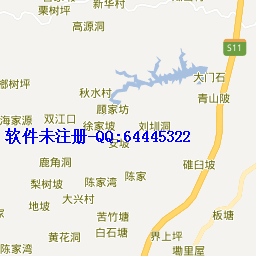 新华村
栗树坪
高源洞
S11
大门石
榔树坪
秋水村
青山陂
顾家坊
海家源
双江口
徐家坡
刘圳洞
软件未注册-QQ:64445322
安坡
鹿角洞
碓臼坡
梨树坡
陈家湾
陈家
地坡
大兴村
苦竹塘
板塘
白石塘
陈家湾
黄花洞
界上坪
塅里屋